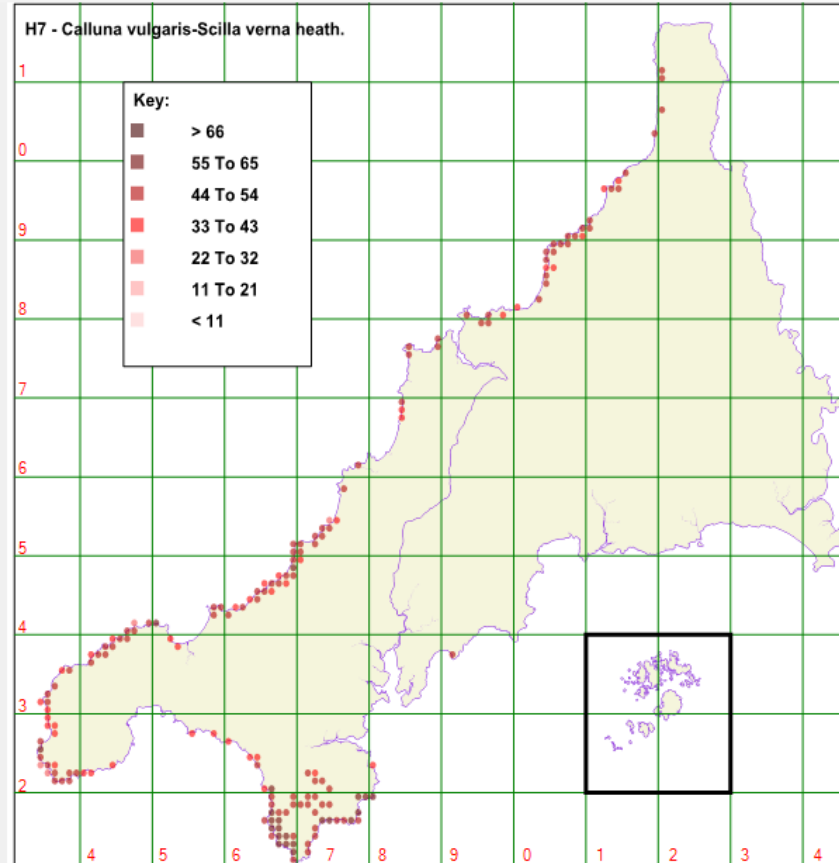 H7 - Calluna vulgaris-Scilla verna heath.
1
Key:
> 66
55 To 65
0
44 To 54
33 To 43
9
22 To 32
11 To 21
8
< 11
7
6
5
4
3
2
4 5 6 7 8 9 0 1 2 3 4